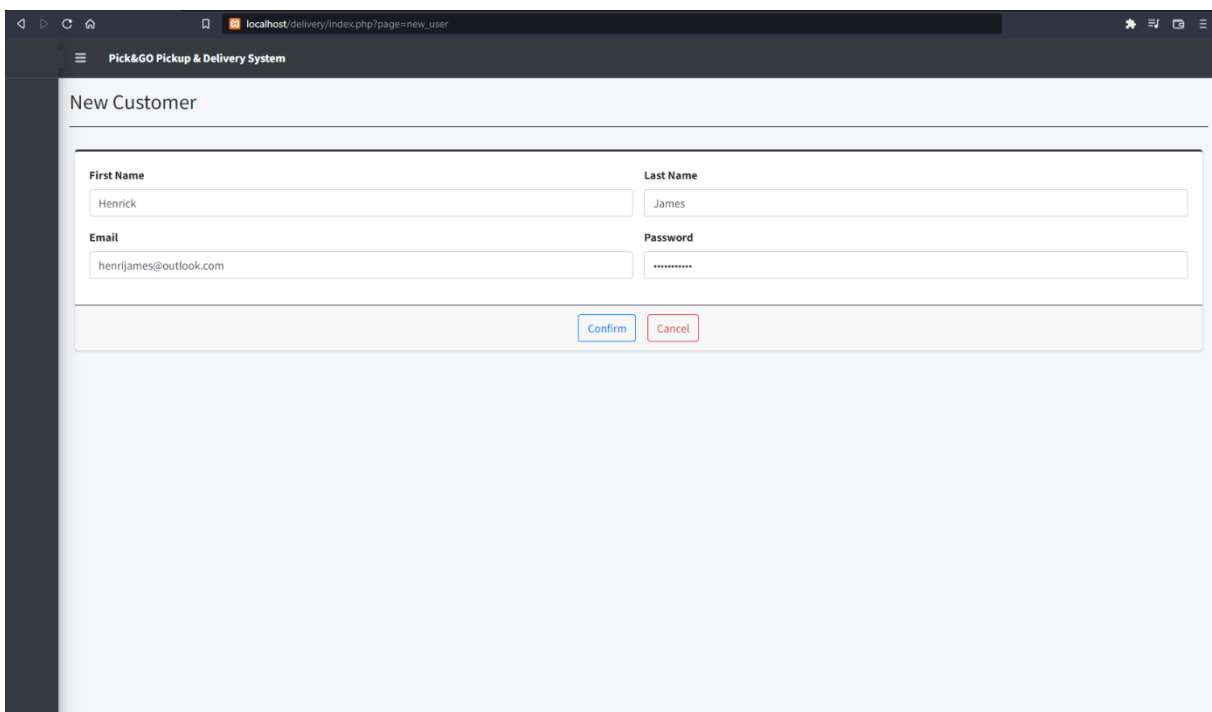 localhost/delivery/index.php?page=new_user
Pick&GO Pickup & Delivery System
New Customer
First Name
Last Name
Henrick
James
Email
Password
henrijames@outlook.com
•••••••••••
Confirm
Cancel